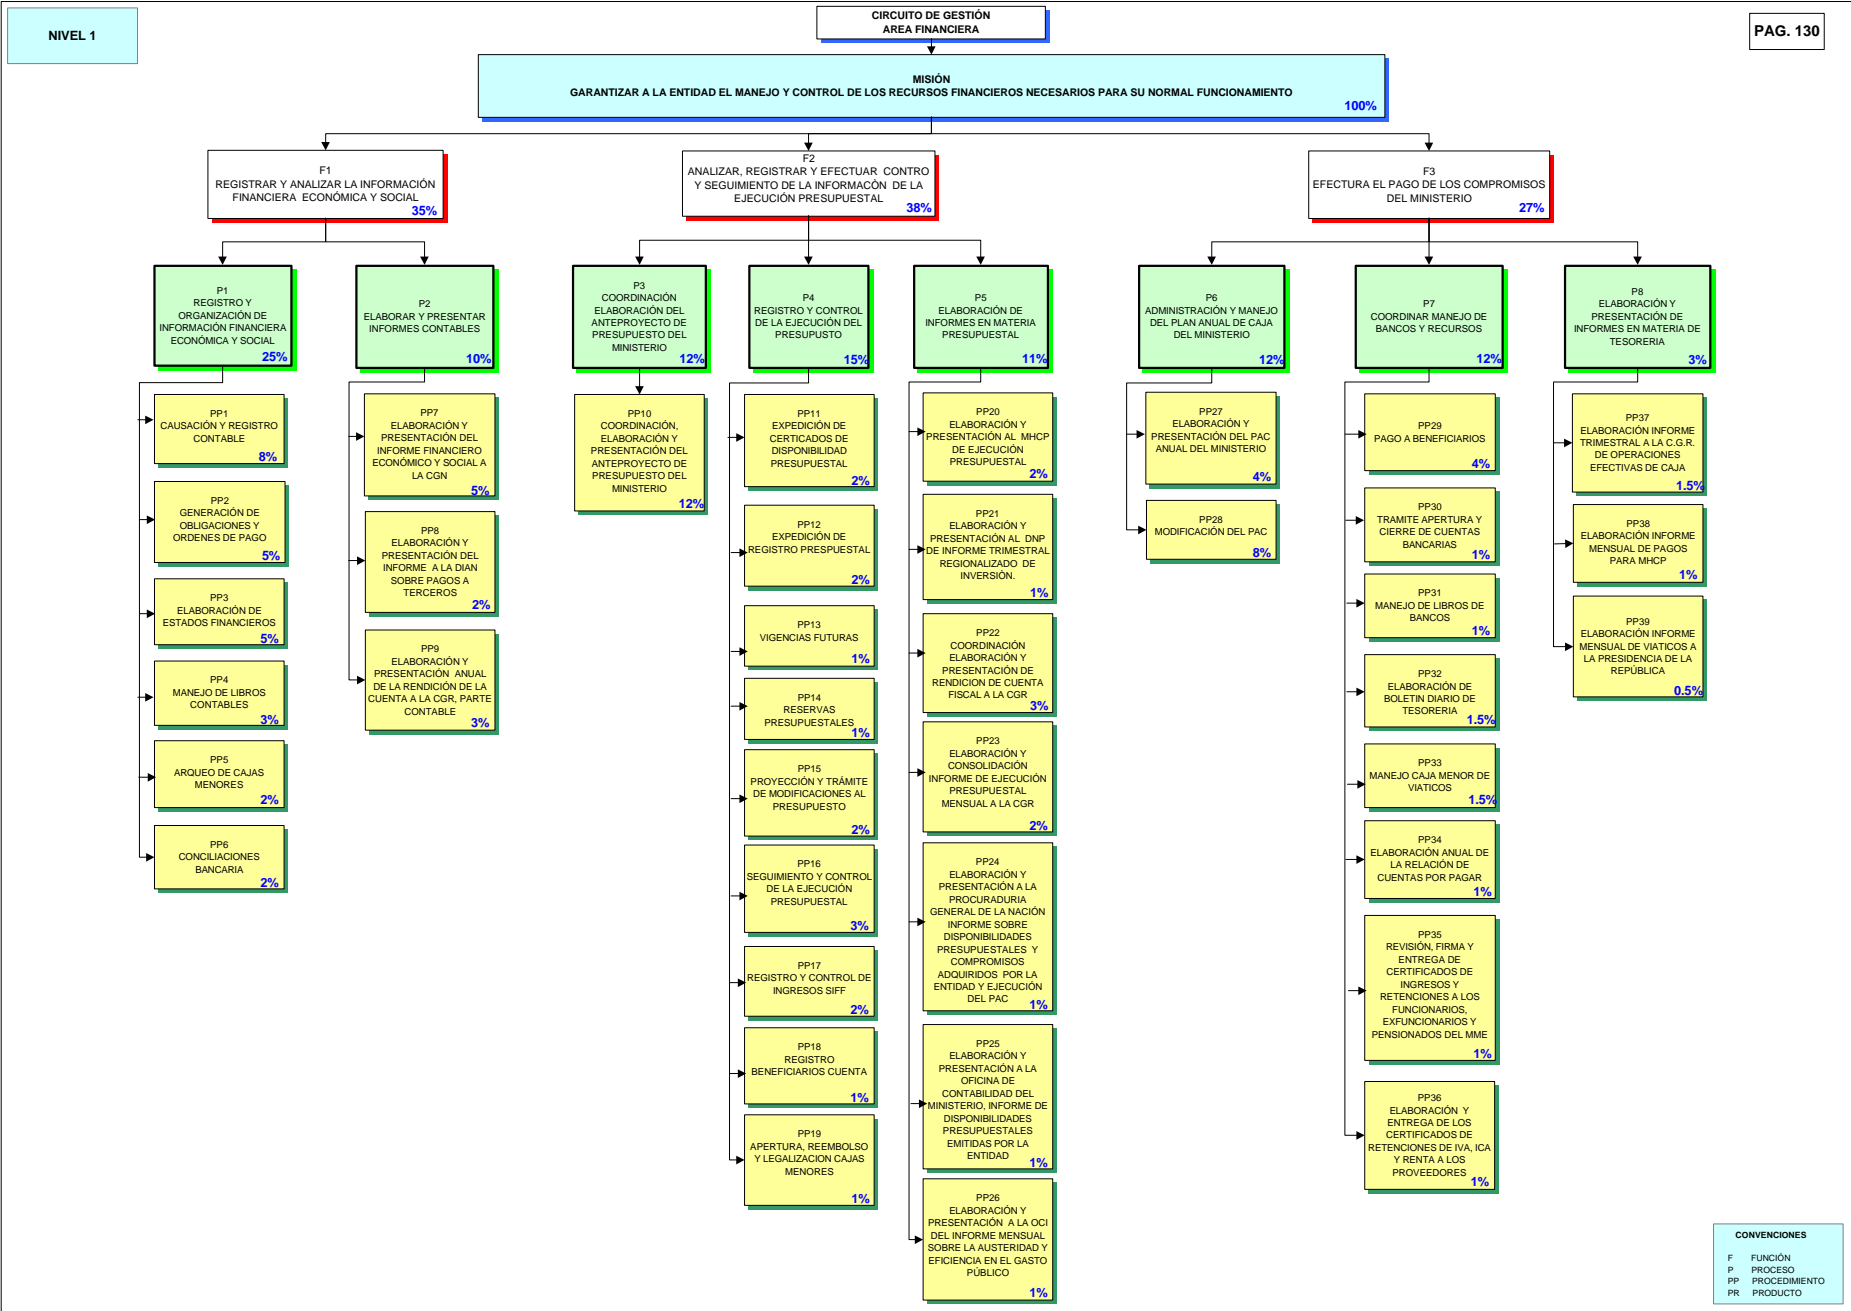 NIVEL 1
CIRCUITO DE GESTIÓN
AREA FINANCIERA
PAG. 130
MISIÓN
GARANTIZAR A LA ENTIDAD EL MANEJO Y CONTROL DE LOS RECURSOS FINANCIEROS NECESARIOS PARA SU NORMAL FUNCIONAMIENTO
100%
F1
REGISTRAR Y ANALIZAR LA INFORMACIÓN
FINANCIERA ECONÓMICA Y SOCIAL
35%
F2
ANALIZAR, REGISTRAR Y EFECTUAR CONTRO
Y SEGUIMIENTO DE LA INFORMACÒN DE LA
EJECUCIÓN PRESUPUESTAL
38%
F3
EFECTURA EL PAGO DE LOS COMPROMISOS
DEL MINISTERIO
27%
P1
REGISTRO Y
ORGANIZACIÓN DE
INFORMACIÓN FINANCIERA
ECONÓMICA Y SOCIAL
25%
P2
ELABORAR Y PRESENTAR
INFORMES CONTABLES
10%
P3
COORDINACIÓN
ELABORACIÓN DEL
ANTEPROYECTO DE
PRESUPUESTO DEL
MINISTERIO
12%
P4
REGISTRO Y CONTROL
DE LA EJECUCIÓN DEL
PRESUPUSTO
15%
P5
ELABORACIÓN DE
INFORMES EN MATERIA
PRESUPUESTAL
11%
P6
ADMINISTRACIÓN Y MANEJO
DEL PLAN ANUAL DE CAJA
DEL MINISTERIO
12%
P7
COORDINAR MANEJO DE
BANCOS Y RECURSOS
12%
P8
ELABORACIÓN Y
PRESENTACIÓN DE
INFORMES EN MATERIA DE
TESORERIA
3%
PP1
CAUSACIÓN Y REGISTRO
CONTABLE
8%
PP2
GENERACIÓN DE
OBLIGACIONES Y
ORDENES DE PAGO
5%
PP3
ELABORACIÓN DE
ESTADOS FINANCIEROS
5%
PP4
MANEJO DE LIBROS
CONTABLES
3%
PP5
ARQUEO DE CAJAS
MENORES
2%
PP6
CONCILIACIONES
BANCARIA
2%
PP7
ELABORACIÓN Y
PRESENTACIÓN DEL
INFORME FINANCIERO
ECONÓMICO Y SOCIAL A
LA CGN
5%
PP8
ELABORACIÓN Y
PRESENTACIÓN DEL
INFORME A LA DIAN
SOBRE PAGOS A
TERCEROS
2%
PP9
ELABORACIÓN Y
PRESENTACIÓN ANUAL
DE LA RENDICIÓN DE LA
CUENTA A LA CGR, PARTE
CONTABLE
3%
PP10
COORDINACIÓN,
ELABORACIÓN Y
PRESENTACIÓN DEL
ANTEPROYECTO DE
PRESUPUESTO DEL
MINISTERIO
12%
PP11
EXPEDICIÓN DE
CERTICADOS DE
DISPONIBILIDAD
PRESUPUESTAL
2%
PP12
EXPEDICIÓN DE
REGISTRO PRESPUESTAL
2%
PP13
VIGENCIAS FUTURAS
1%
PP14
RESERVAS
PRESUPUESTALES
1%
PP15
PROYECCIÓN Y TRÁMITE
DE MODIFICACIONES AL
PRESUPUESTO
2%
PP16
SEGUIMIENTO Y CONTROL
DE LA EJECUCIÓN
PRESUPUESTAL
3%
PP17
REGISTRO Y CONTROL DE
INGRESOS SIFF
2%
PP18
REGISTRO
BENEFICIARIOS CUENTA
1%
PP19
APERTURA, REEMBOLSO
Y LEGALIZACION CAJAS
MENORES
1%
PP20
ELABORACIÓN Y
PRESENTACIÓN AL MHCP
DE EJECUCIÓN
PRESUPUESTAL
2%
PP21
ELABORACIÓN Y
PRESENTACIÓN AL DNP
DE INFORME TRIMESTRAL
REGIONALIZADO DE
INVERSIÓN.
1%
PP22
COORDINACIÓN
ELABORACIÓN Y
PRESENTACIÓN DE
RENDICION DE CUENTA
FISCAL A LA CGR
3%
PP23
ELABORACIÓN Y
CONSOLIDACIÓN
INFORME DE EJECUCIÓN
PRESUPUESTAL
MENSUAL A LA CGR
2%
PP24
ELABORACIÓN Y
PRESENTACIÓN A LA
PROCURADURIA
GENERAL DE LA NACIÓN
INFORME SOBRE
DISPONIBILIDADES
PRESUPUESTALES Y
COMPROMISOS
ADQUIRIDOS POR LA
ENTIDAD Y EJECUCIÓN
DEL PAC
1%
PP25
ELABORACIÓN Y
PRESENTACIÓN A LA
OFICINA DE
CONTABILIDAD DEL
MINISTERIO, INFORME DE
DISPONIBILIDADES
PRESUPUESTALES
EMITIDAS POR LA
ENTIDAD
1%
PP26
ELABORACIÓN Y
PRESENTACIÓN A LA OCI
DEL INFORME MENSUAL
SOBRE LA AUSTERIDAD Y
EFICIENCIA EN EL GASTO
PÚBLICO
1%
PP27
ELABORACIÓN Y
PRESENTACIÓN DEL PAC
ANUAL DEL MINISTERIO
4%
PP28
MODIFICACIÓN DEL PAC
8%
PP29
PAGO A BENEFICIARIOS
4%
PP30
TRAMITE APERTURA Y
CIERRE DE CUENTAS
BANCARIAS
1%
PP31
MANEJO DE LIBROS DE
BANCOS
1%
PP32
ELABORACIÓN DE
BOLETIN DIARIO DE
TESORERIA
1.5%
PP33
MANEJO CAJA MENOR DE
VIATICOS
1.5%
PP34
ELABORACIÓN ANUAL DE
LA RELACIÓN DE
CUENTAS POR PAGAR
1%
PP35
REVISIÓN, FIRMA Y
ENTREGA DE
CERTIFICADOS DE
INGRESOS Y
RETENCIONES A LOS
FUNCIONARIOS,
EXFUNCIONARIOS Y
PENSIONADOS DEL MME
1%
PP36
ELABORACIÓN Y
ENTREGA DE LOS
CERTIFICADOS DE
RETENCIONES DE IVA, ICA
Y RENTA A LOS
PROVEEDORES
1%
PP37
ELABORACIÓN INFORME
TRIMESTRAL A LA C.G.R.
DE OPERACIONES
EFECTIVAS DE CAJA
1.5%
PP38
ELABORACIÓN INFORME
MENSUAL DE PAGOS
PARA MHCP
1%
PP39
ELABORACIÓN INFORME
MENSUAL DE VIATICOS A
LA PRESIDENCIA DE LA
REPÚBLICA
0.5%
CONVENCIONES
F FUNCIÓN
P PROCESO
PP PROCEDIMIENTO
PR PRODUCTO